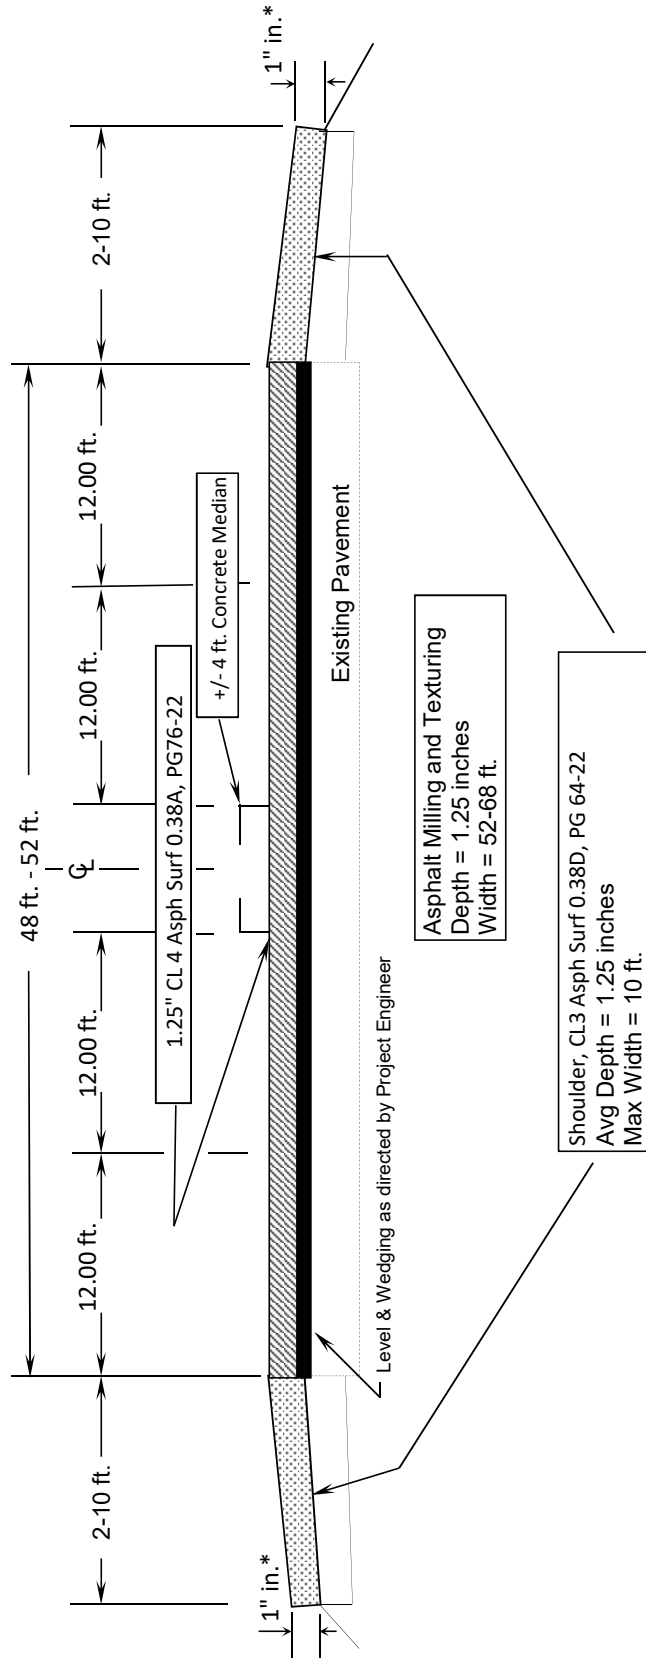 48 ft. - 52 ft.
2-10 ft.
12.00 ft.
12.00 ft.
CL
12.00 ft.
12.00 ft.
2-10 ft.
1.25" CL 4 Asph Surf 0.38A, PG76-22
+/- 4 ft. Concrete Median
1" in.*
1" in.*
Existing Pavement
Level & Wedging as directed by Project Engineer
Asphalt Milling and Texturing
Depth = 1.25 inches
Width = 52-68 ft.
Shoulder, CL3 Asph Surf 0.38D, PG 64-22
Avg Depth = 1.25 inches
Max Width = 10 ft.